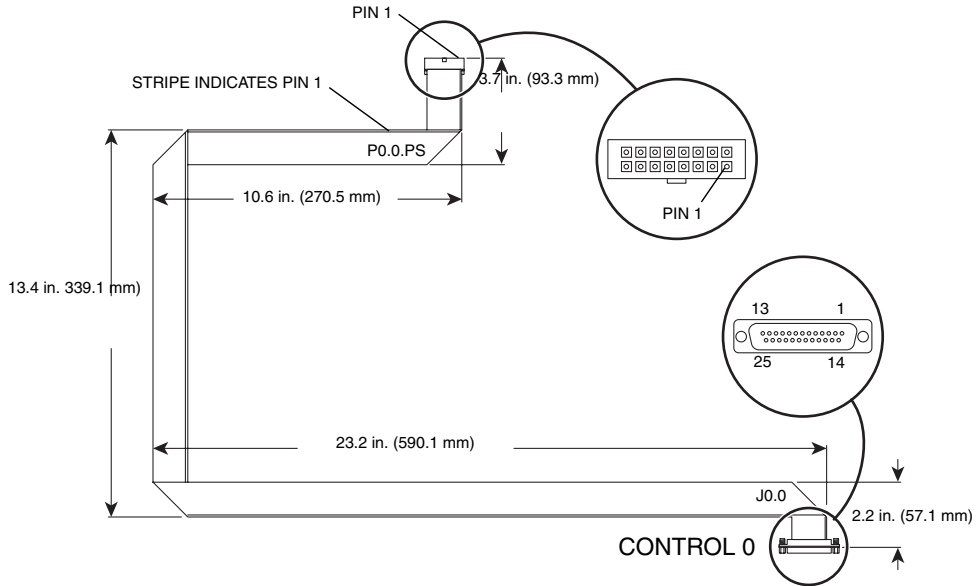 PIN 1
3.7 in. (93.3 mm)
STRIPE INDICATES PIN 1
P0.0.PS
10.6 in. (270.5 mm)
PIN 1
13.4 in. 339.1 mm)
13 1
25 14
23.2 in. (590.1 mm)
J0.0
2.2 in. (57.1 mm)
CONTROL 0